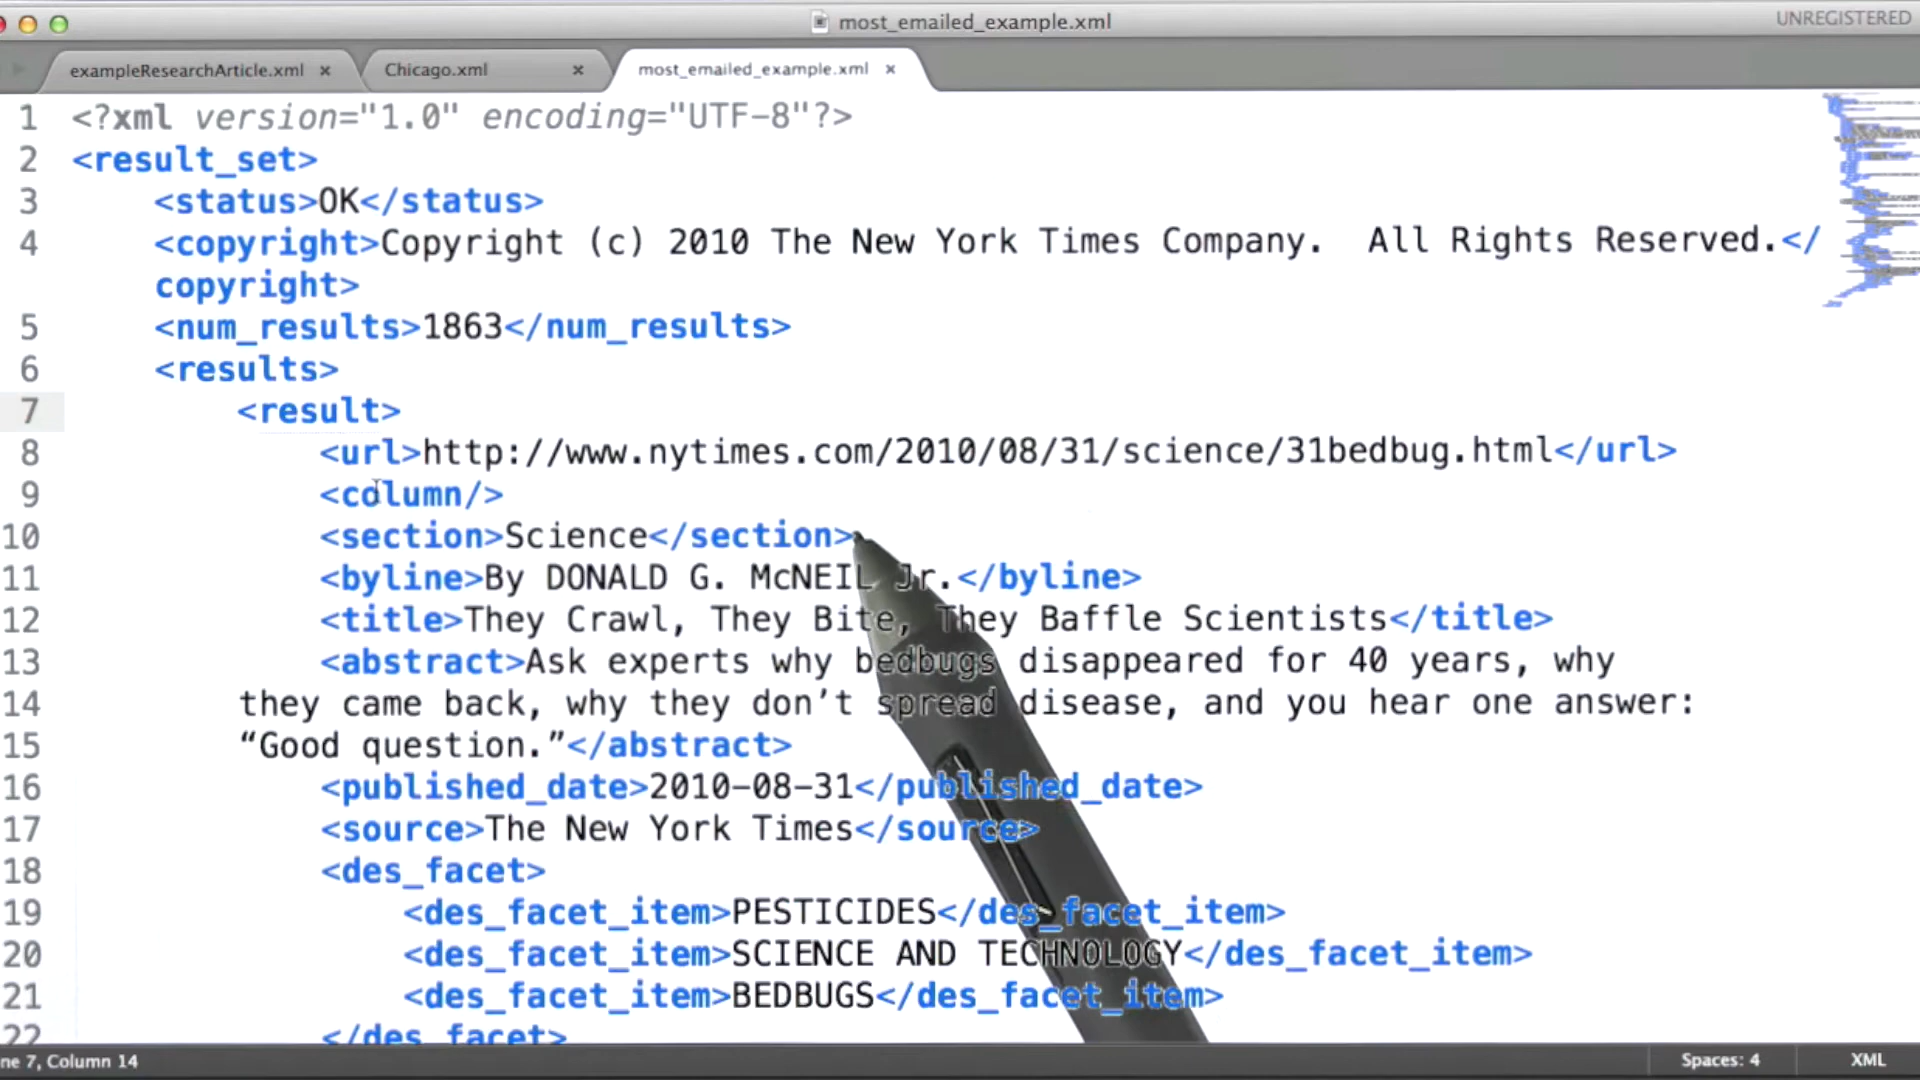 most_emailed_example.xml
UNREGISTERED
exampleResearchArticle.xml × Chicago.xml × most_emailed_example.xml ×
1 <?xml version="1.0" encoding="UTF-8"?>
2 <result_set>
3 <status>OK</status>
4 <copyright>Copyright (c) 2010 The New York Times Company.  All Rights Reserved.</
copyright>
5 <num_results>1863</num_results>
6 <results>
7 <result>
8 <url>http://www.nytimes.com/2010/08/31/science/31bedbug.html</url>
9 <column/>
10 <section>Science</section>
11 <byline>By DONALD G. McNEIL Jr.</byline>
12 <title>They Crawl, They Bite, They Baffle Scientists</title>
13 <abstract>Ask experts why bedbugs disappeared for 40 years, why
14 they came back, why they don’t spread disease, and you hear one answer:
15 “Good question.”</abstract>
16 <published_date>2010-08-31</published_date>
17 <source>The New York Times</source>
18 <des_facet>
19 <des_facet_item>PESTICIDES</des_facet_item>
20 <des_facet_item>SCIENCE AND TECHNOLOGY</des_facet_item>
21 <des_facet_item>BEDBUGS</des_facet_item>
22 </des_facet>
ne 7, Column 14
Spaces: 4
XML